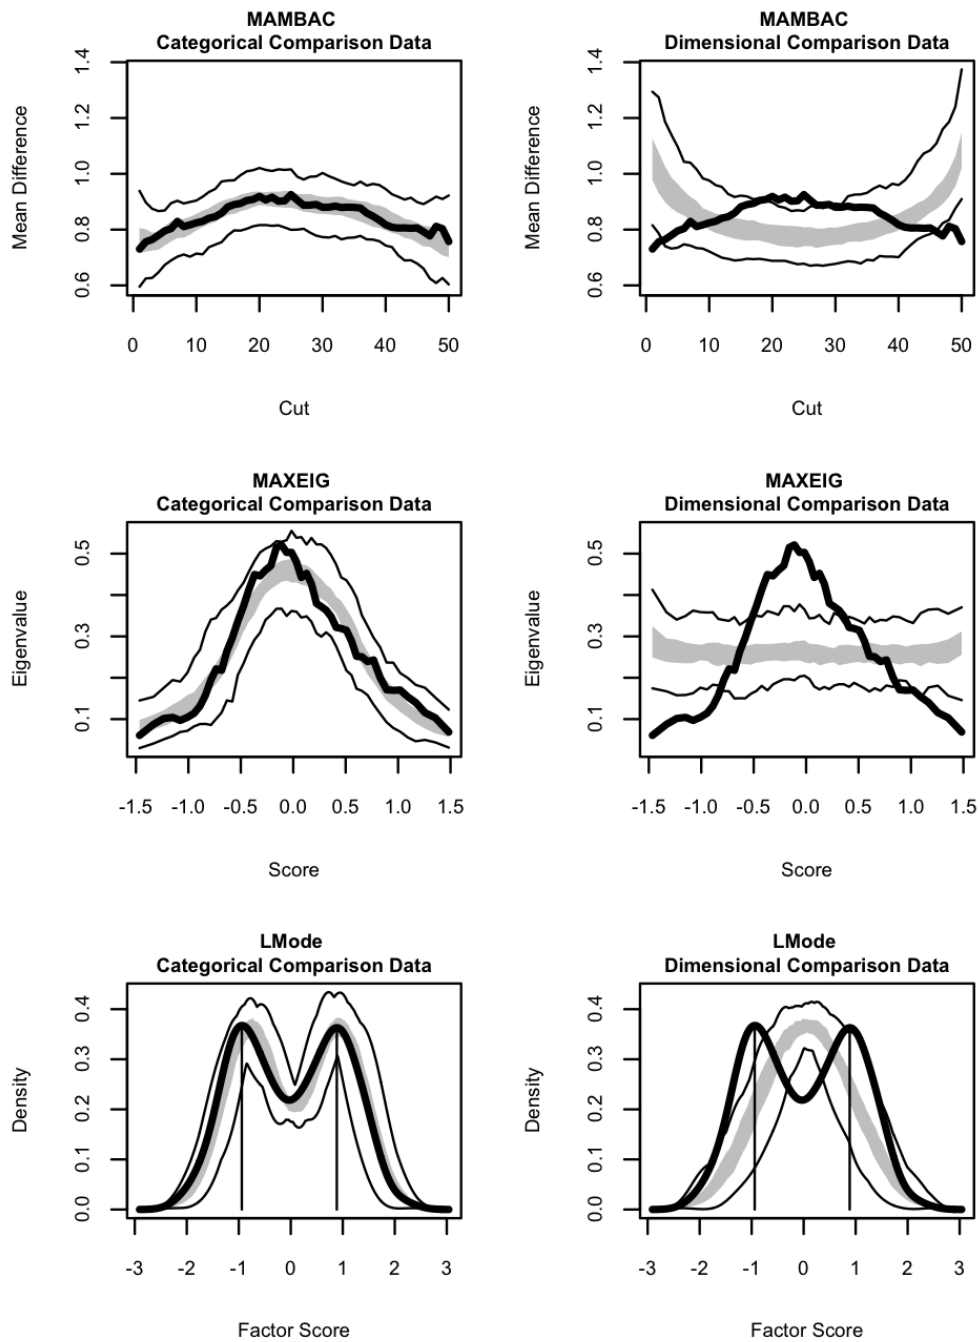 MAMBAC
Categorical Comparison Data
Mean Difference
0.6 0.8 1.0 1.2 1.4
0 10 20 30 40 50
Cut
MAMBAC
Dimensional Comparison Data
Mean Difference
0.6 0.8 1.0 1.2 1.4
0 10 20 30 40 50
Cut
MAXEIG
Categorical Comparison Data
Eigenvalue
0.1 0.3 0.5
-1.5 -1.0 -0.5 0.0 0.5 1.0 1.5
Score
MAXEIG
Dimensional Comparison Data
Eigenvalue
0.1 0.3 0.5
-1.5 -1.0 -0.5 0.0 0.5 1.0 1.5
Score
LMode
Categorical Comparison Data
Density
0.0 0.1 0.2 0.3 0.4
-3 -2 -1 0 1 2 3
Factor Score
LMode
Dimensional Comparison Data
Density
0.0 0.1 0.2 0.3 0.4
-3 -2 -1 0 1 2 3
Factor Score